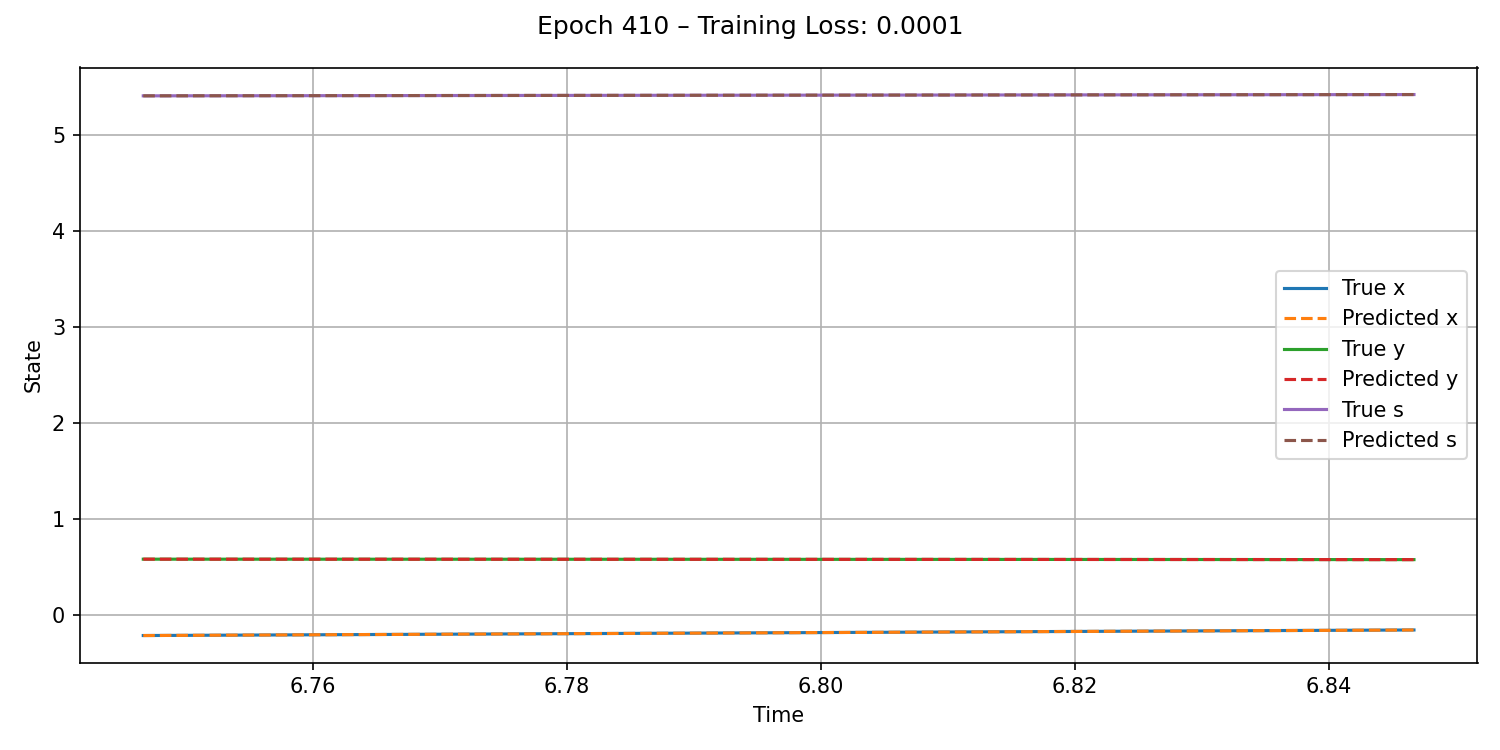 Epoch 410 – Training Loss: 0.0001
5
4
3
2
1
0
State
True x
Predicted x
True y
Predicted y
True s
Predicted s
6.76 6.78 6.80 6.82 6.84
Time